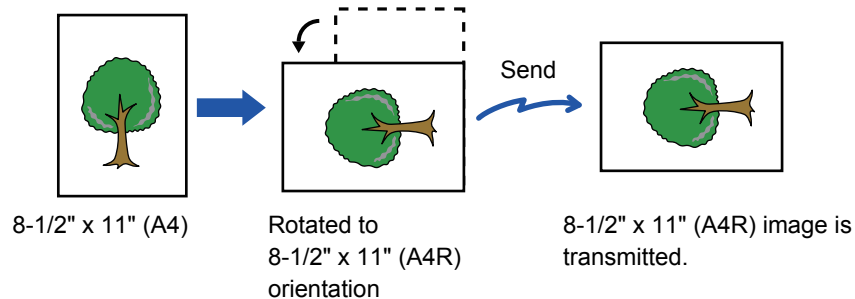 Send
8-1/2" x 11" (A4)
Rotated to
8-1/2" x 11" (A4R)
orientation
8-1/2" x 11" (A4R) image is
transmitted.